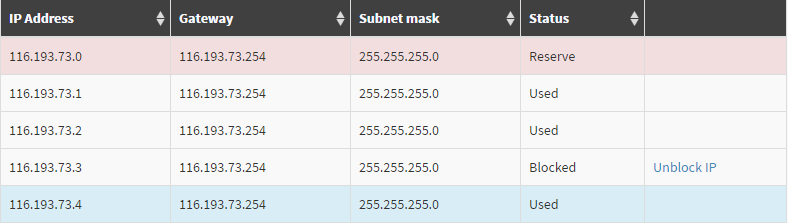 IP Address Gateway Subnet mask Status
116.193.73.0 116.193.73.254 255.255.255.0 Reserve
116.193.73.1 116.193.73.254 255.255.255.0 Used
116.193.73.2 116.193.73.254 255.255.255.0 Used
116.193.73.3 116.193.73.254 255.255.255.0 Blocked Unblock IP
116.193.73.4 116.193.73.254 255.255.255.0 Used